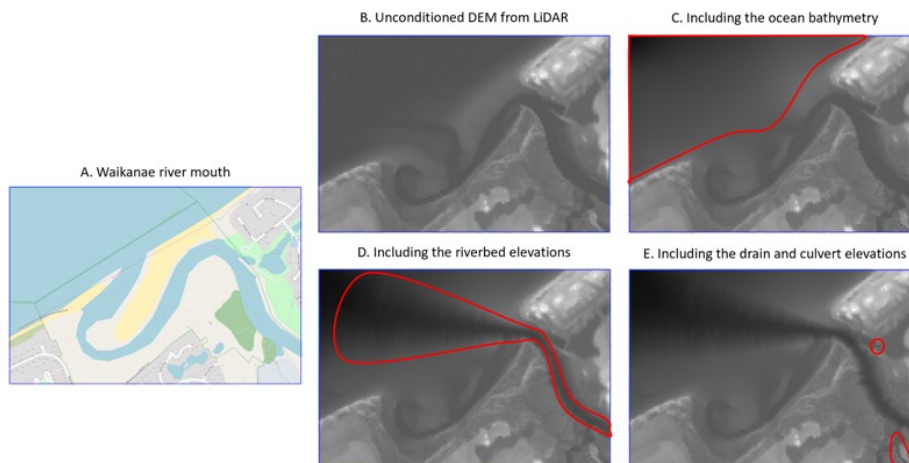 A. Waikanae river mouth
B. Unconditioned DEM from LiDAR
C. Including the ocean bathymetry
D. Including the riverbed elevations
E. Including the drain and culvert elevations